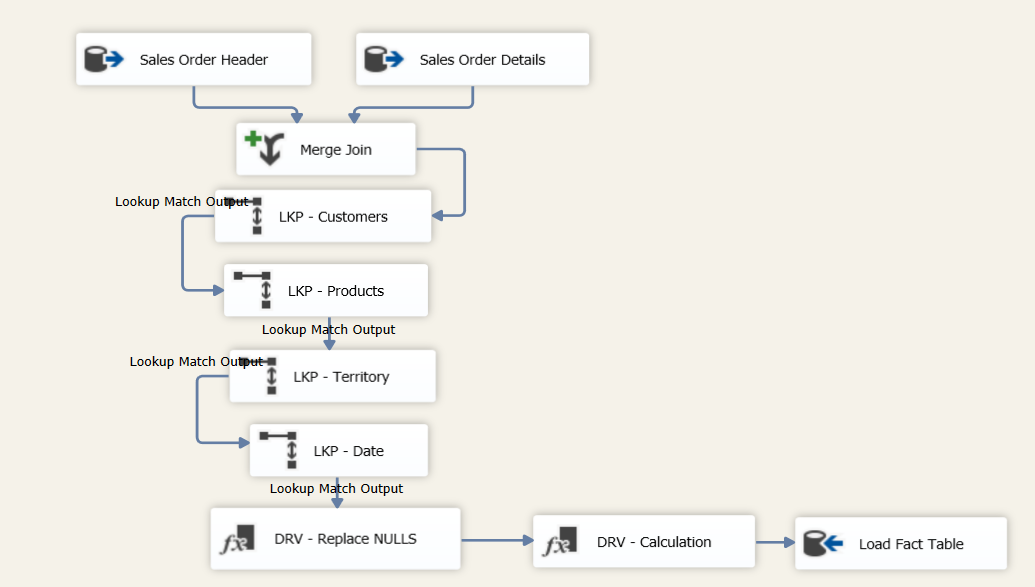 Sales Order Header
Sales Order Details
Merge Join
Lookup Match Output
LKP - Customers
LKP - Products
Lookup Match Output
Lookup Match Output
LKP - Territory
LKP - Date
Lookup Match Output
DRV - Replace NULLS
DRV - Calculation
Load Fact Table